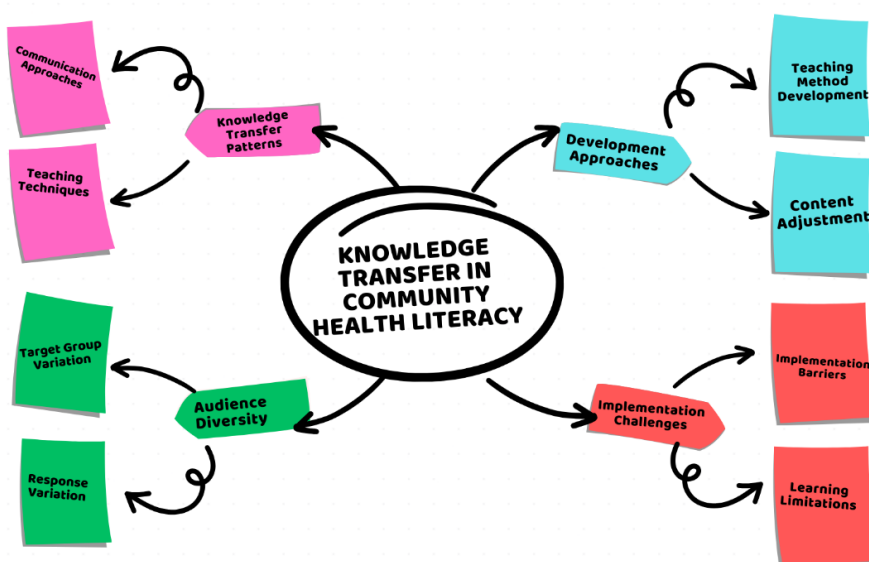 Communication
Approaches
Knowledge
Transfer
Patterns
Teaching
Techniques
Development
Approaches
Teaching
Method
Development
Content
Adjustment
KNOWLEDGE
TRANSFER IN
COMMUNITY
HEALTH LITERACY
Target Group
Variation
Audience
Diversity
Response
Variation
Implementation
Challenges
Implementation
Barriers
Learning
Limitations